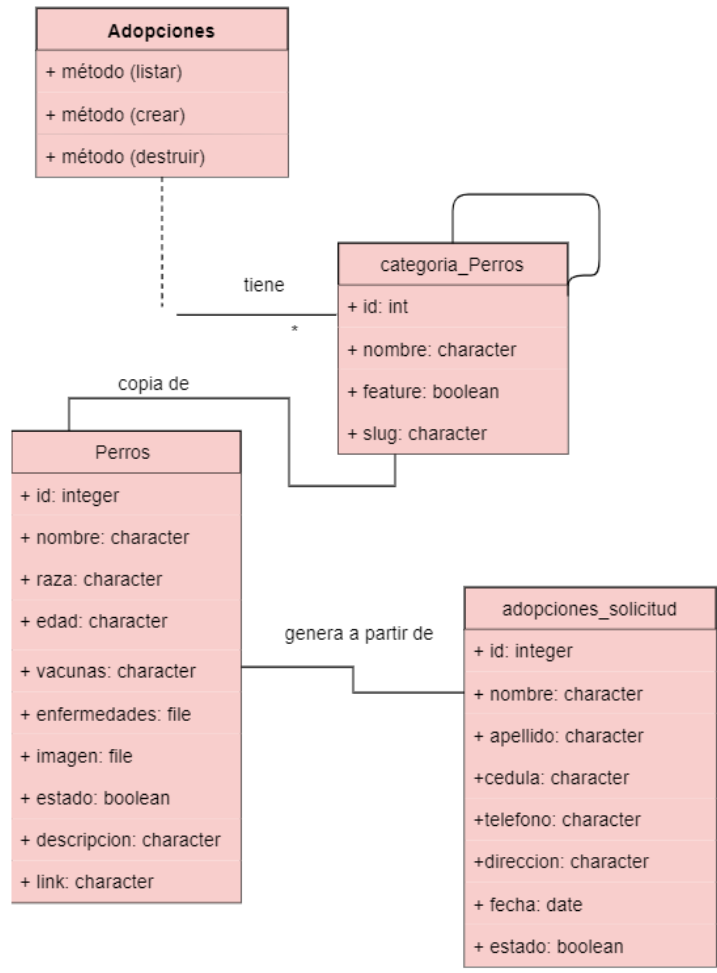 Adopciones
+ método (listar)
+ método (crear)
+ método (destruir)
categoria_Perros
+ id: int
+ nombre: character
+ feature: boolean
+ slug: character
tiene
*
copia de
Perros
+ id: integer
+ nombre: character
+ raza: character
+ edad: character
+ vacunas: character
+ enfermedades: file
+ imagen: file
+ estado: boolean
+ descripcion: character
+ link: character
genera a partir de
adopciones_solicitud
+ id: integer
+ nombre: character
+ apellido: character
+cedula: character
+telefono: character
+direccion: character
+ fecha: date
+ estado: boolean